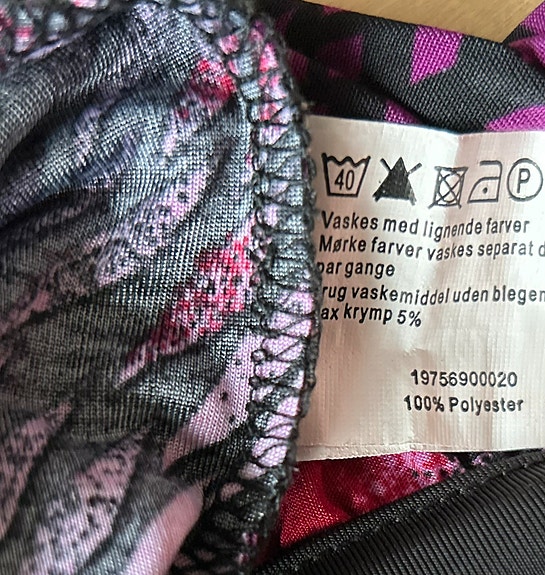 40 P
Vaskes med lignende farver
Mørke farver vaskes separat
par gange
rug vaskemiddel uden blegen
ax krymp 5%
19756900020
100% Polyester